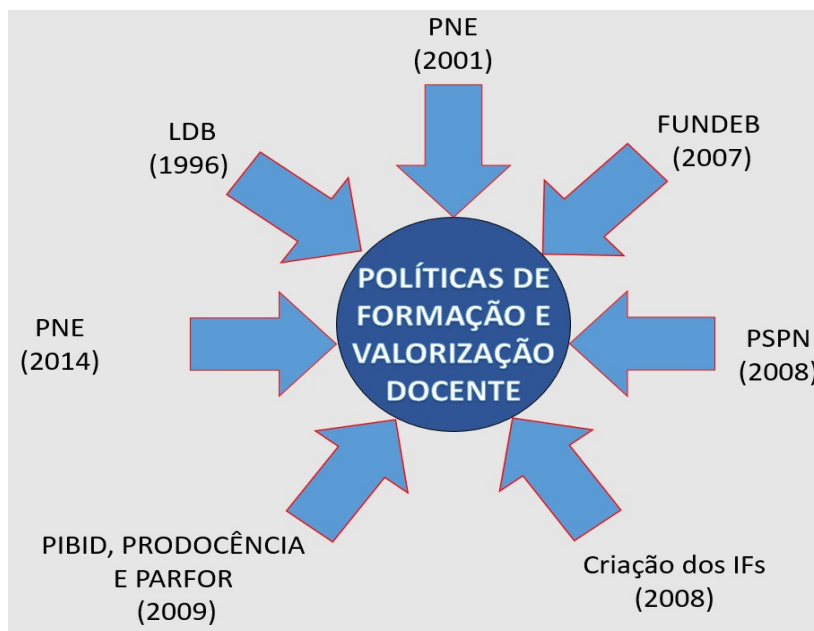 PNE
(2001)
LDB
(1996)
FUNDEB
(2007)
POLÍTICAS DE
FORMAÇÃO E
VALORIZAÇÃO
DOCENTE
PNE
(2014)
PSPN
(2008)
PIBID, PRODOCÊNCIA
E PARFOR
(2009)
Criação dos IFs
(2008)